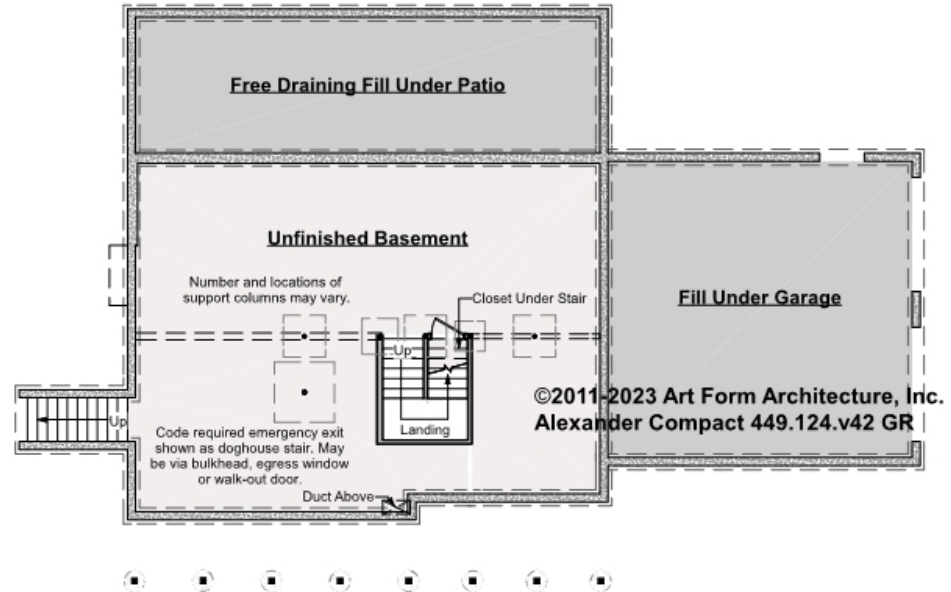 Free Draining Fill Under Patio
Unfinished Basement
Number and locations of
support columns may vary.
Closet Under Stair
Fill Under Garage
Up
©2011-2023 Art Form Architecture, Inc.
Alexander Compact 449.124.v42 GR
Up
Landing
Code required emergency exit
shown as doghouse stair. May
be via bulkhead, egress window
or walk-out door.
Duct Above